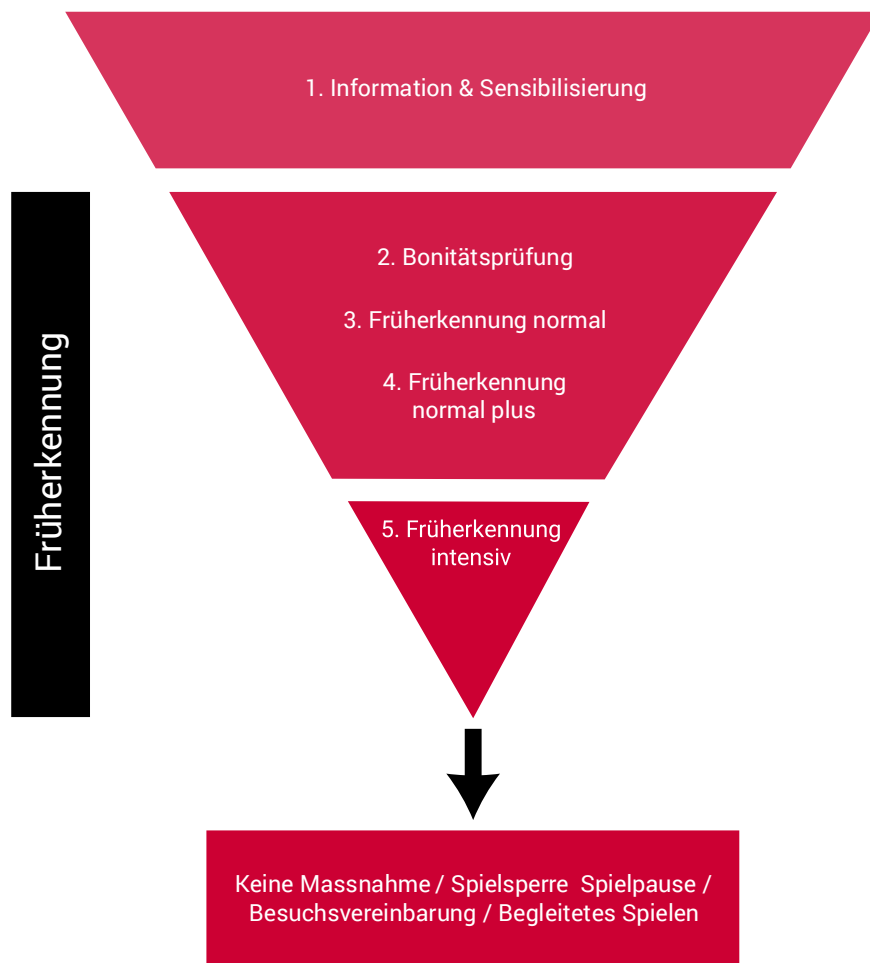 1. Information & Sensibilisierung
Früherkennung
2. Bonitätsprüfung
3. Früherkennung normal
4. Früherkennung
normal plus
5. Früherkennung
intensiv
Keine Massnahme / Spielsperre Spielpause /
Besuchsvereinbarung / Begleitetes Spielen